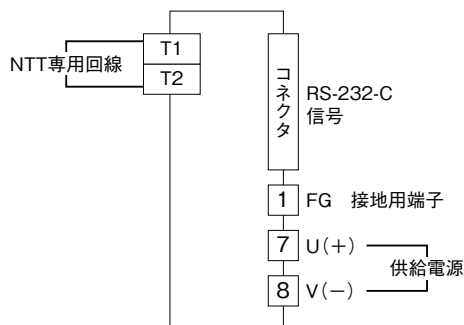 NTT専用回線
T1
T2
コネクタ
RS-232-C
信号
1 FG 接地用端子
7 U(+)
供給電源
8 V(−)